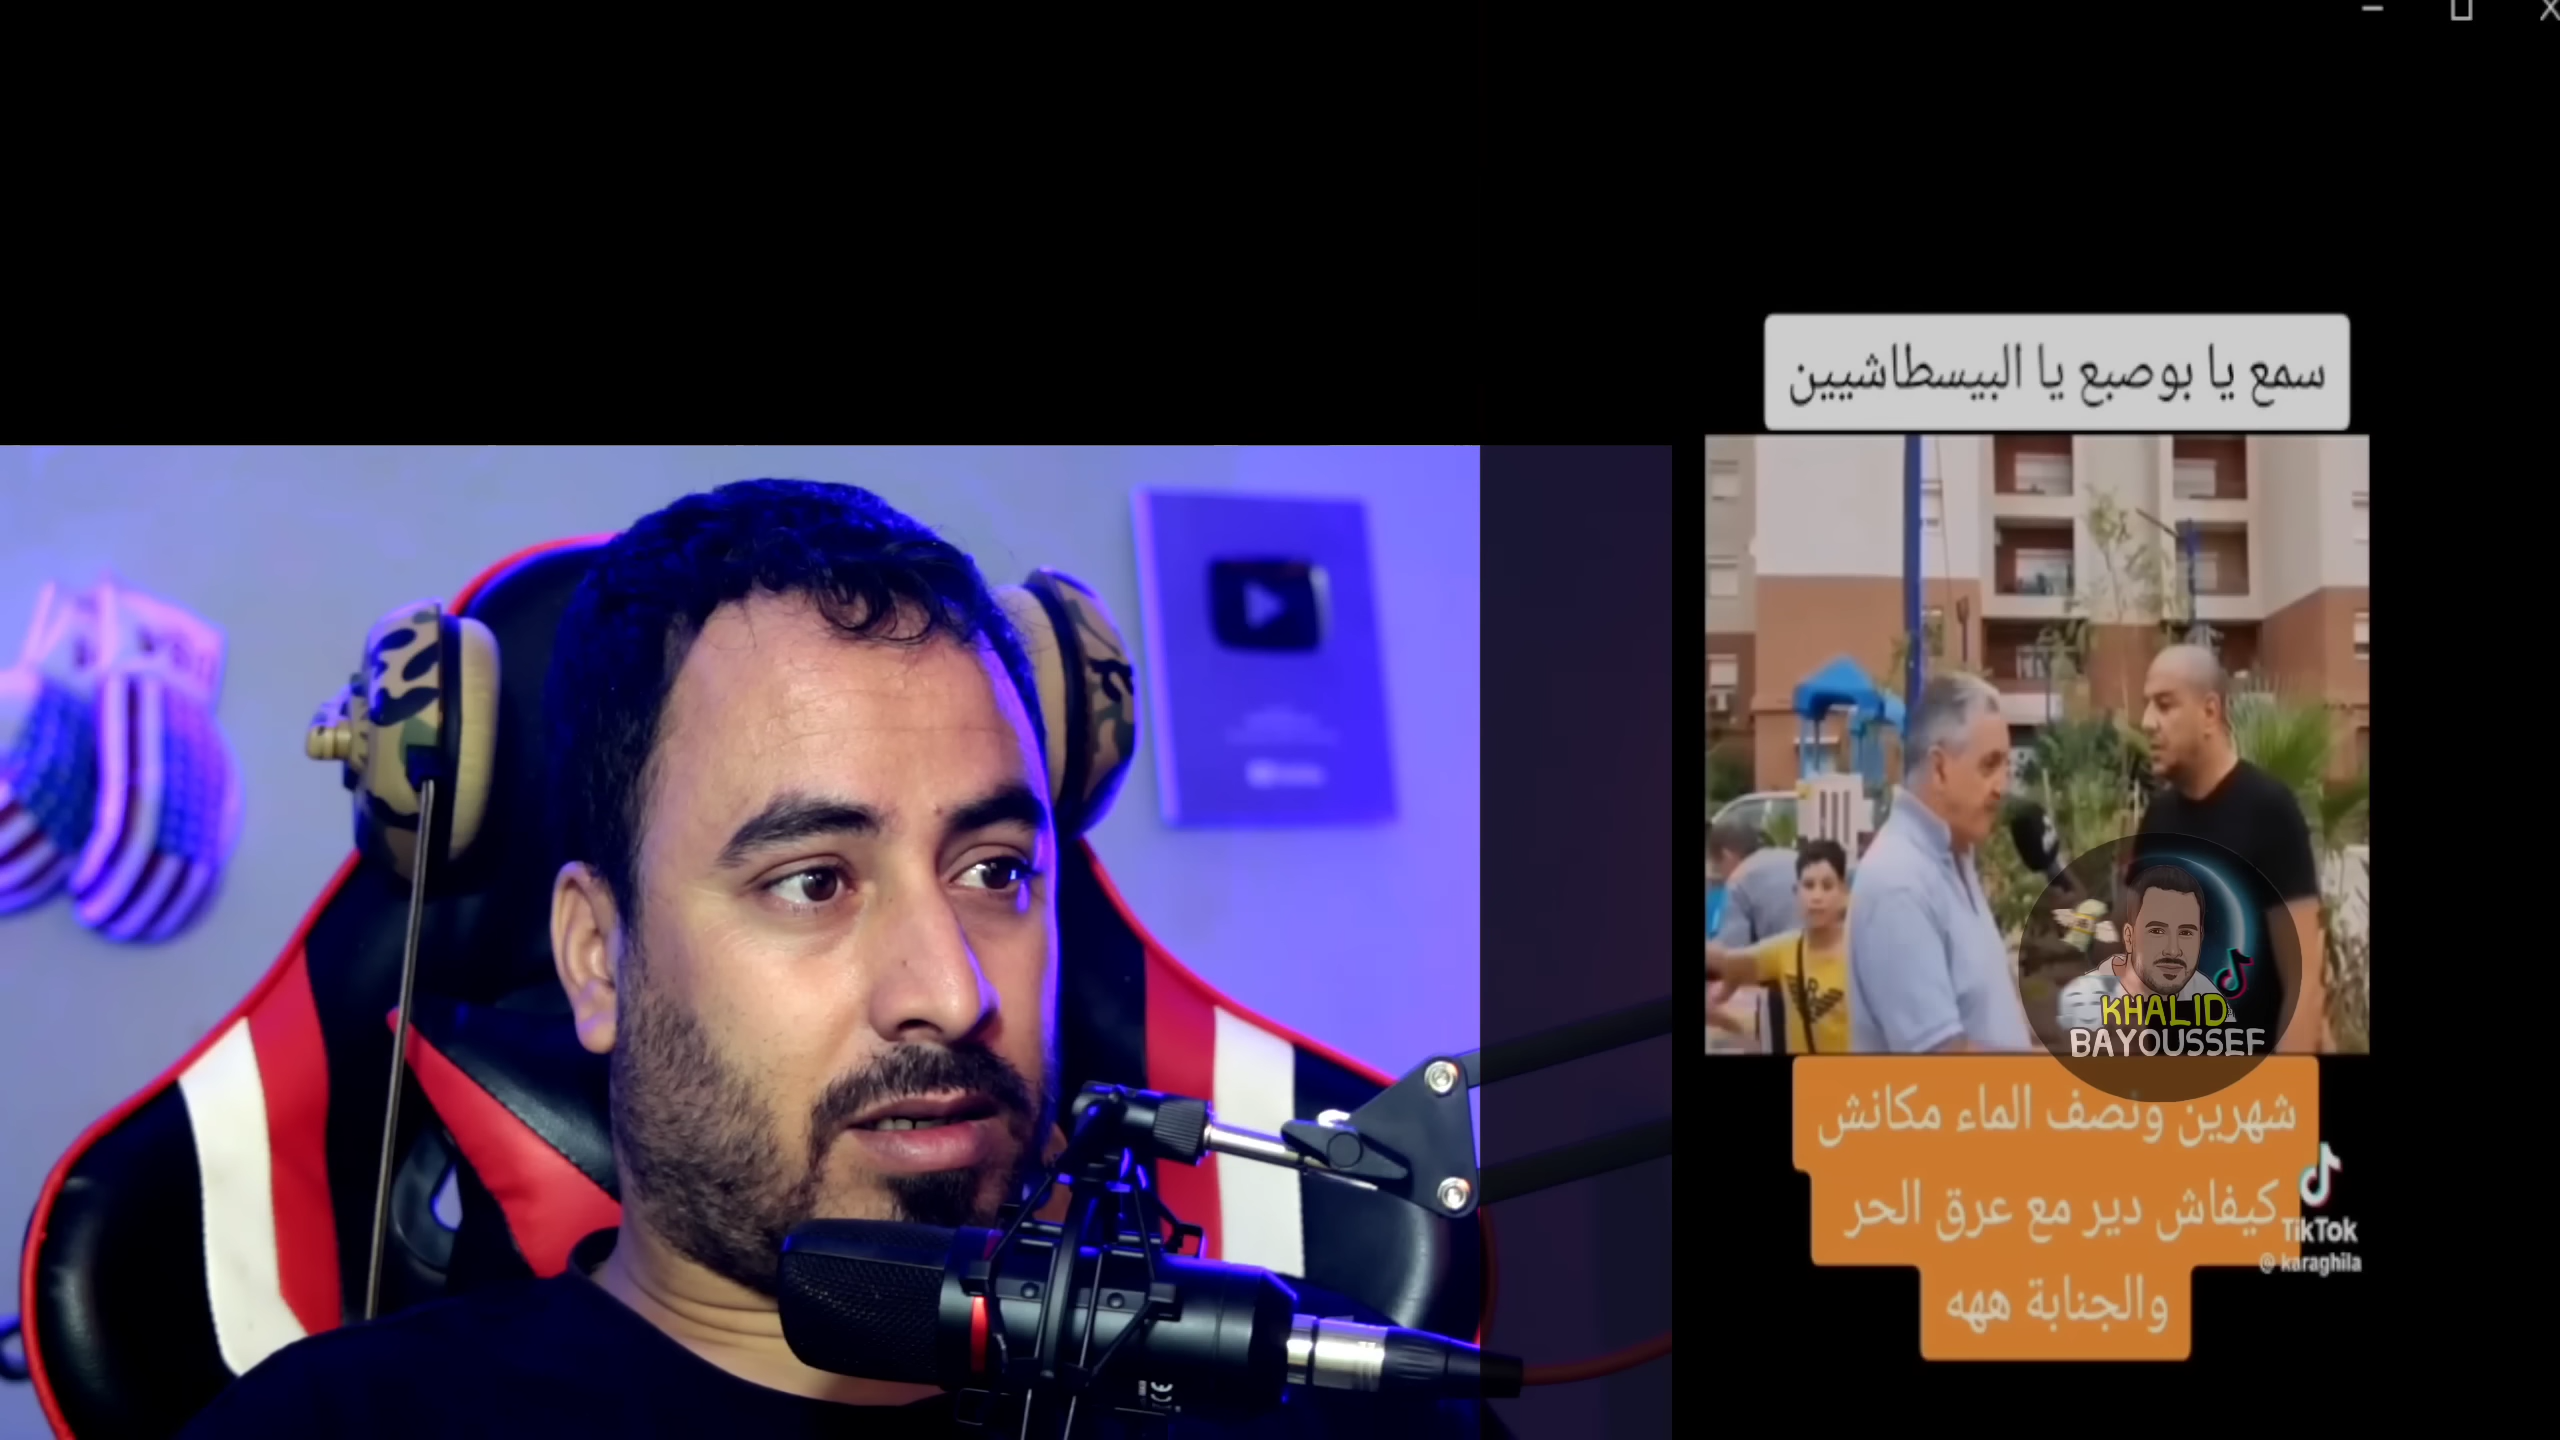 سمع يا بوصبع يا البيسطاشيين
KHALID
BAYOUSSEF
شهرين ونصف الماء مكانش
كيفاش دير مع عرق الحر
والجنابة ههه
TikTok
@ karaghila